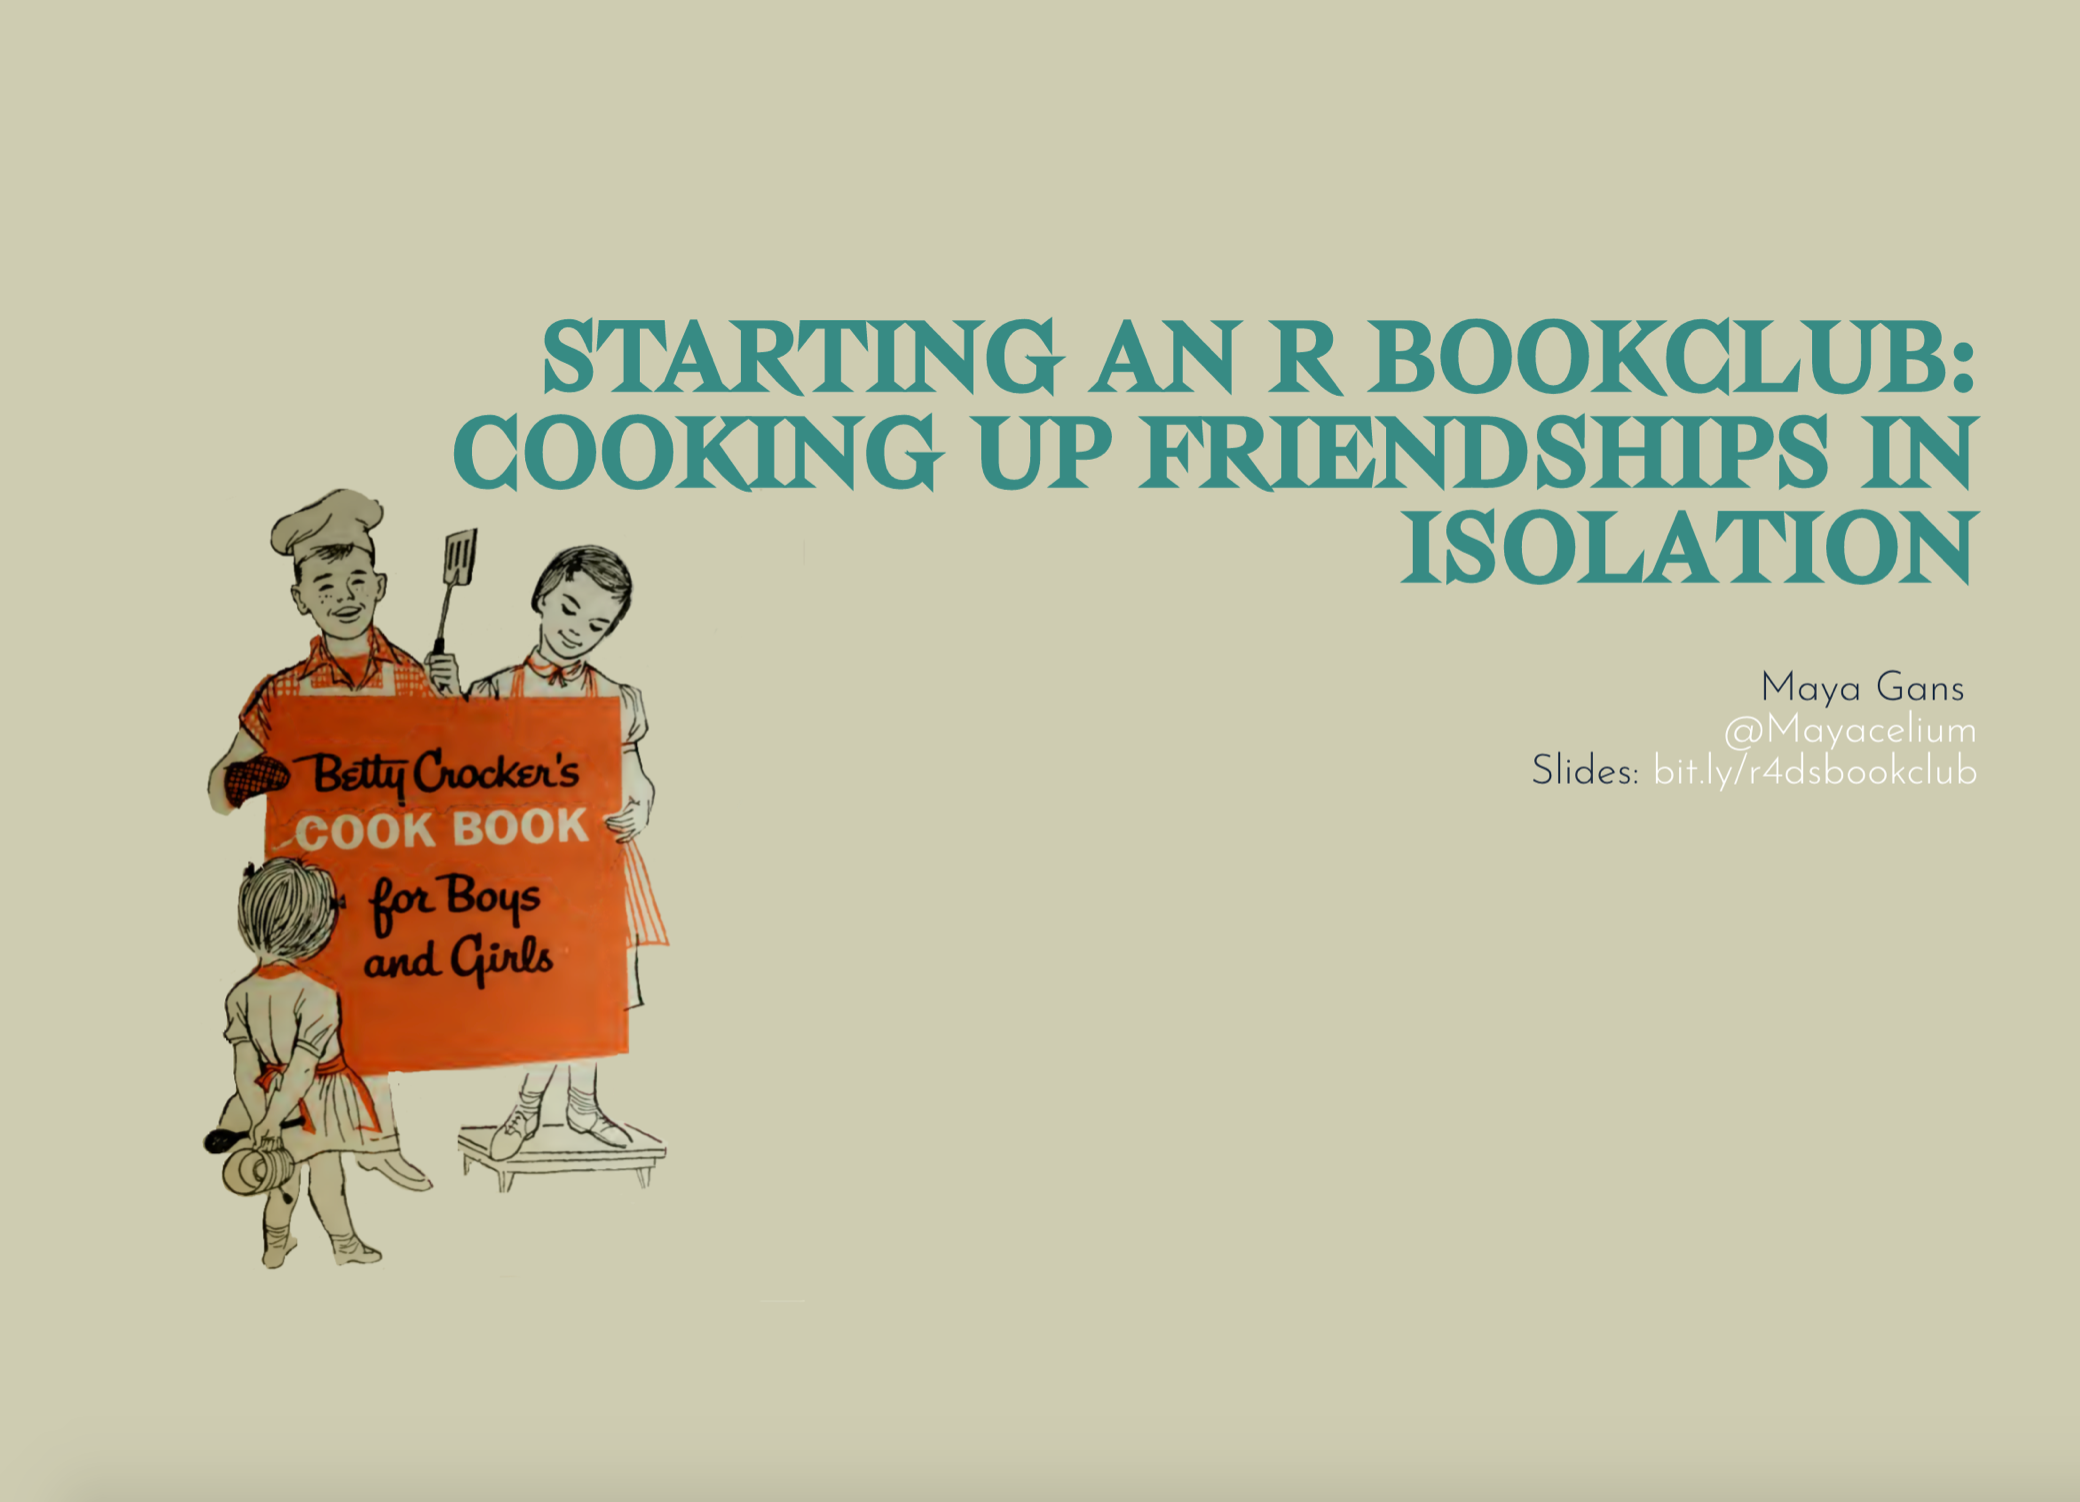 STARTING AN R BOOKCLUB:
COOKING UP FRIENDSHIPS IN
ISOLATION
Maya Gans
@Mayacelium
Slides: bit.ly/r4dsbookclub
Betty Crocker's
COOK BOOK
for Boys
and Girls